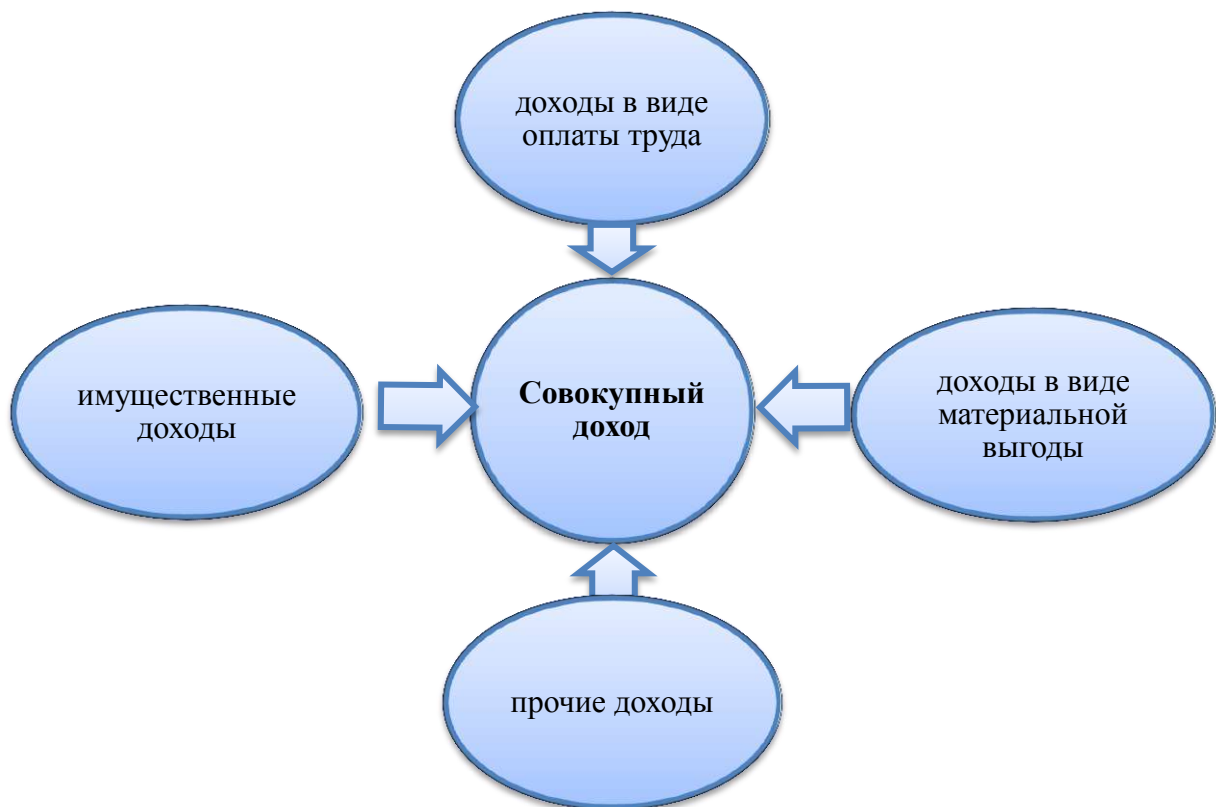 доходы в виде
оплаты труда
имущественные
доходы
Совокупный
доход
доходы в виде
материальной
выгоды
прочие доходы